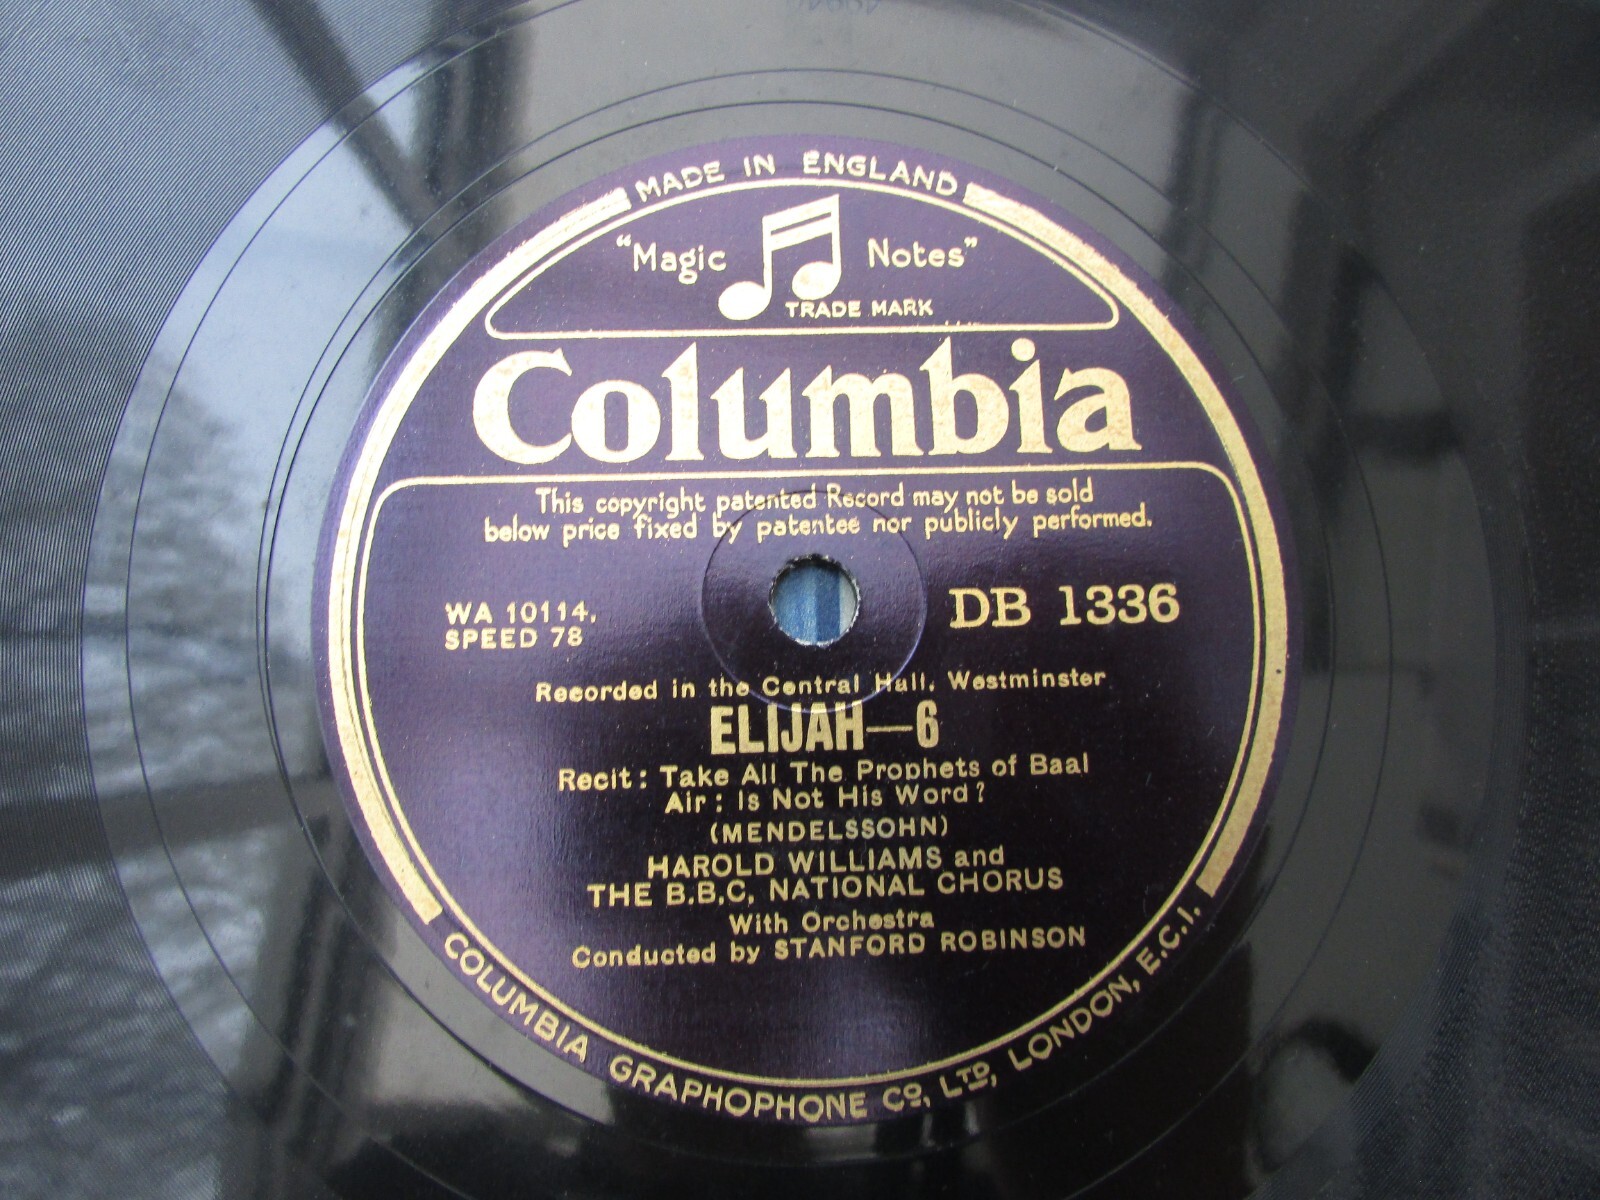 MADE IN ENGLAND
"Magic Notes"
TRADE MARK
Columbia
This copyright patented Record may not be sold
below price fixed by patentee nor publicly performed.
WA 10114.
SPEED 78
DB 1336
Recorded in the Central Hall, Westminster
ELIJAH—6
Recit: Take All The Prophets of Baal
Air: Is Not His Word?
(MENDELSSOHN)
HAROLD WILLIAMS and
THE B.B.C. NATIONAL CHORUS
With Orchestra
Conducted by STANFORD ROBINSON
COLUMBIA GRAPHOPHONE CO, LTD, LONDON, E.C.I.